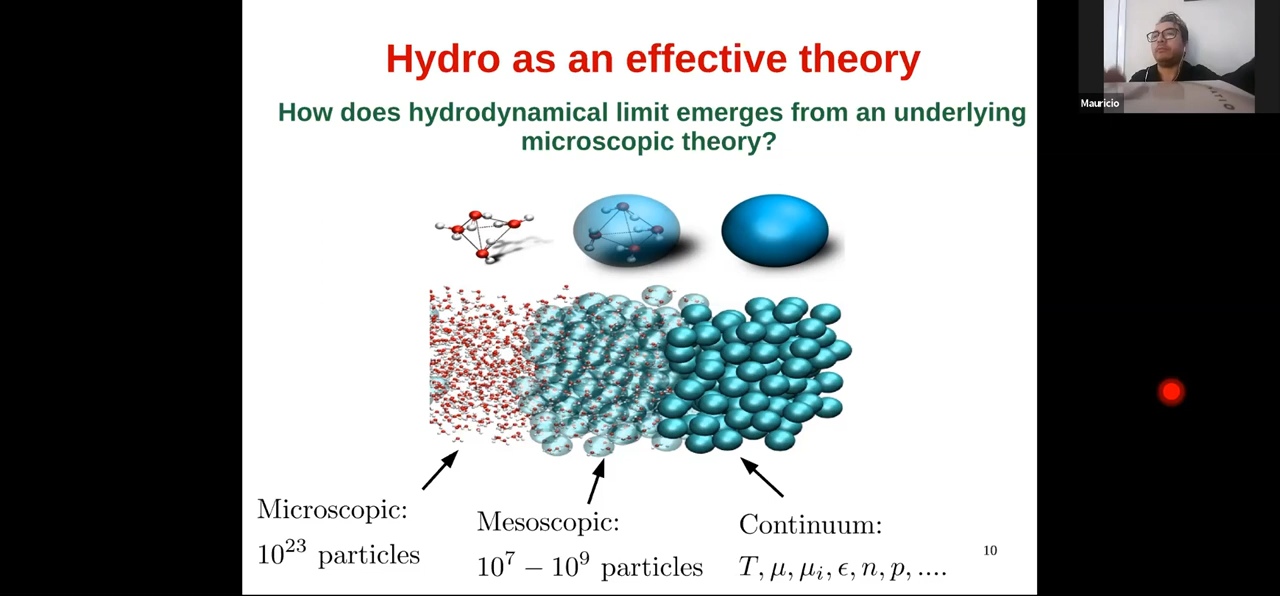 Hydro as an effective theory
How does hydrodynamical limit emerges from an underlying
microscopic theory?
Mauricio
Microscopic:
10^23 particles
Mesoscopic:
10^7 − 10^9 particles
Continuum:
T, μ, μ_i, ϵ, n, p, ....
10